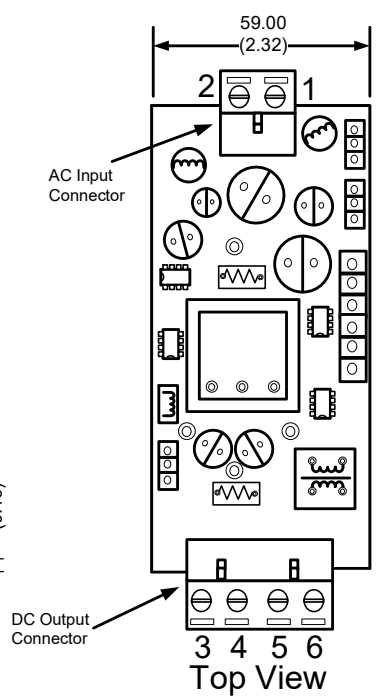 59.00
(2.32)
2 1
AC Input
Connector
DC Output
Connector
3 4 5 6
Top View